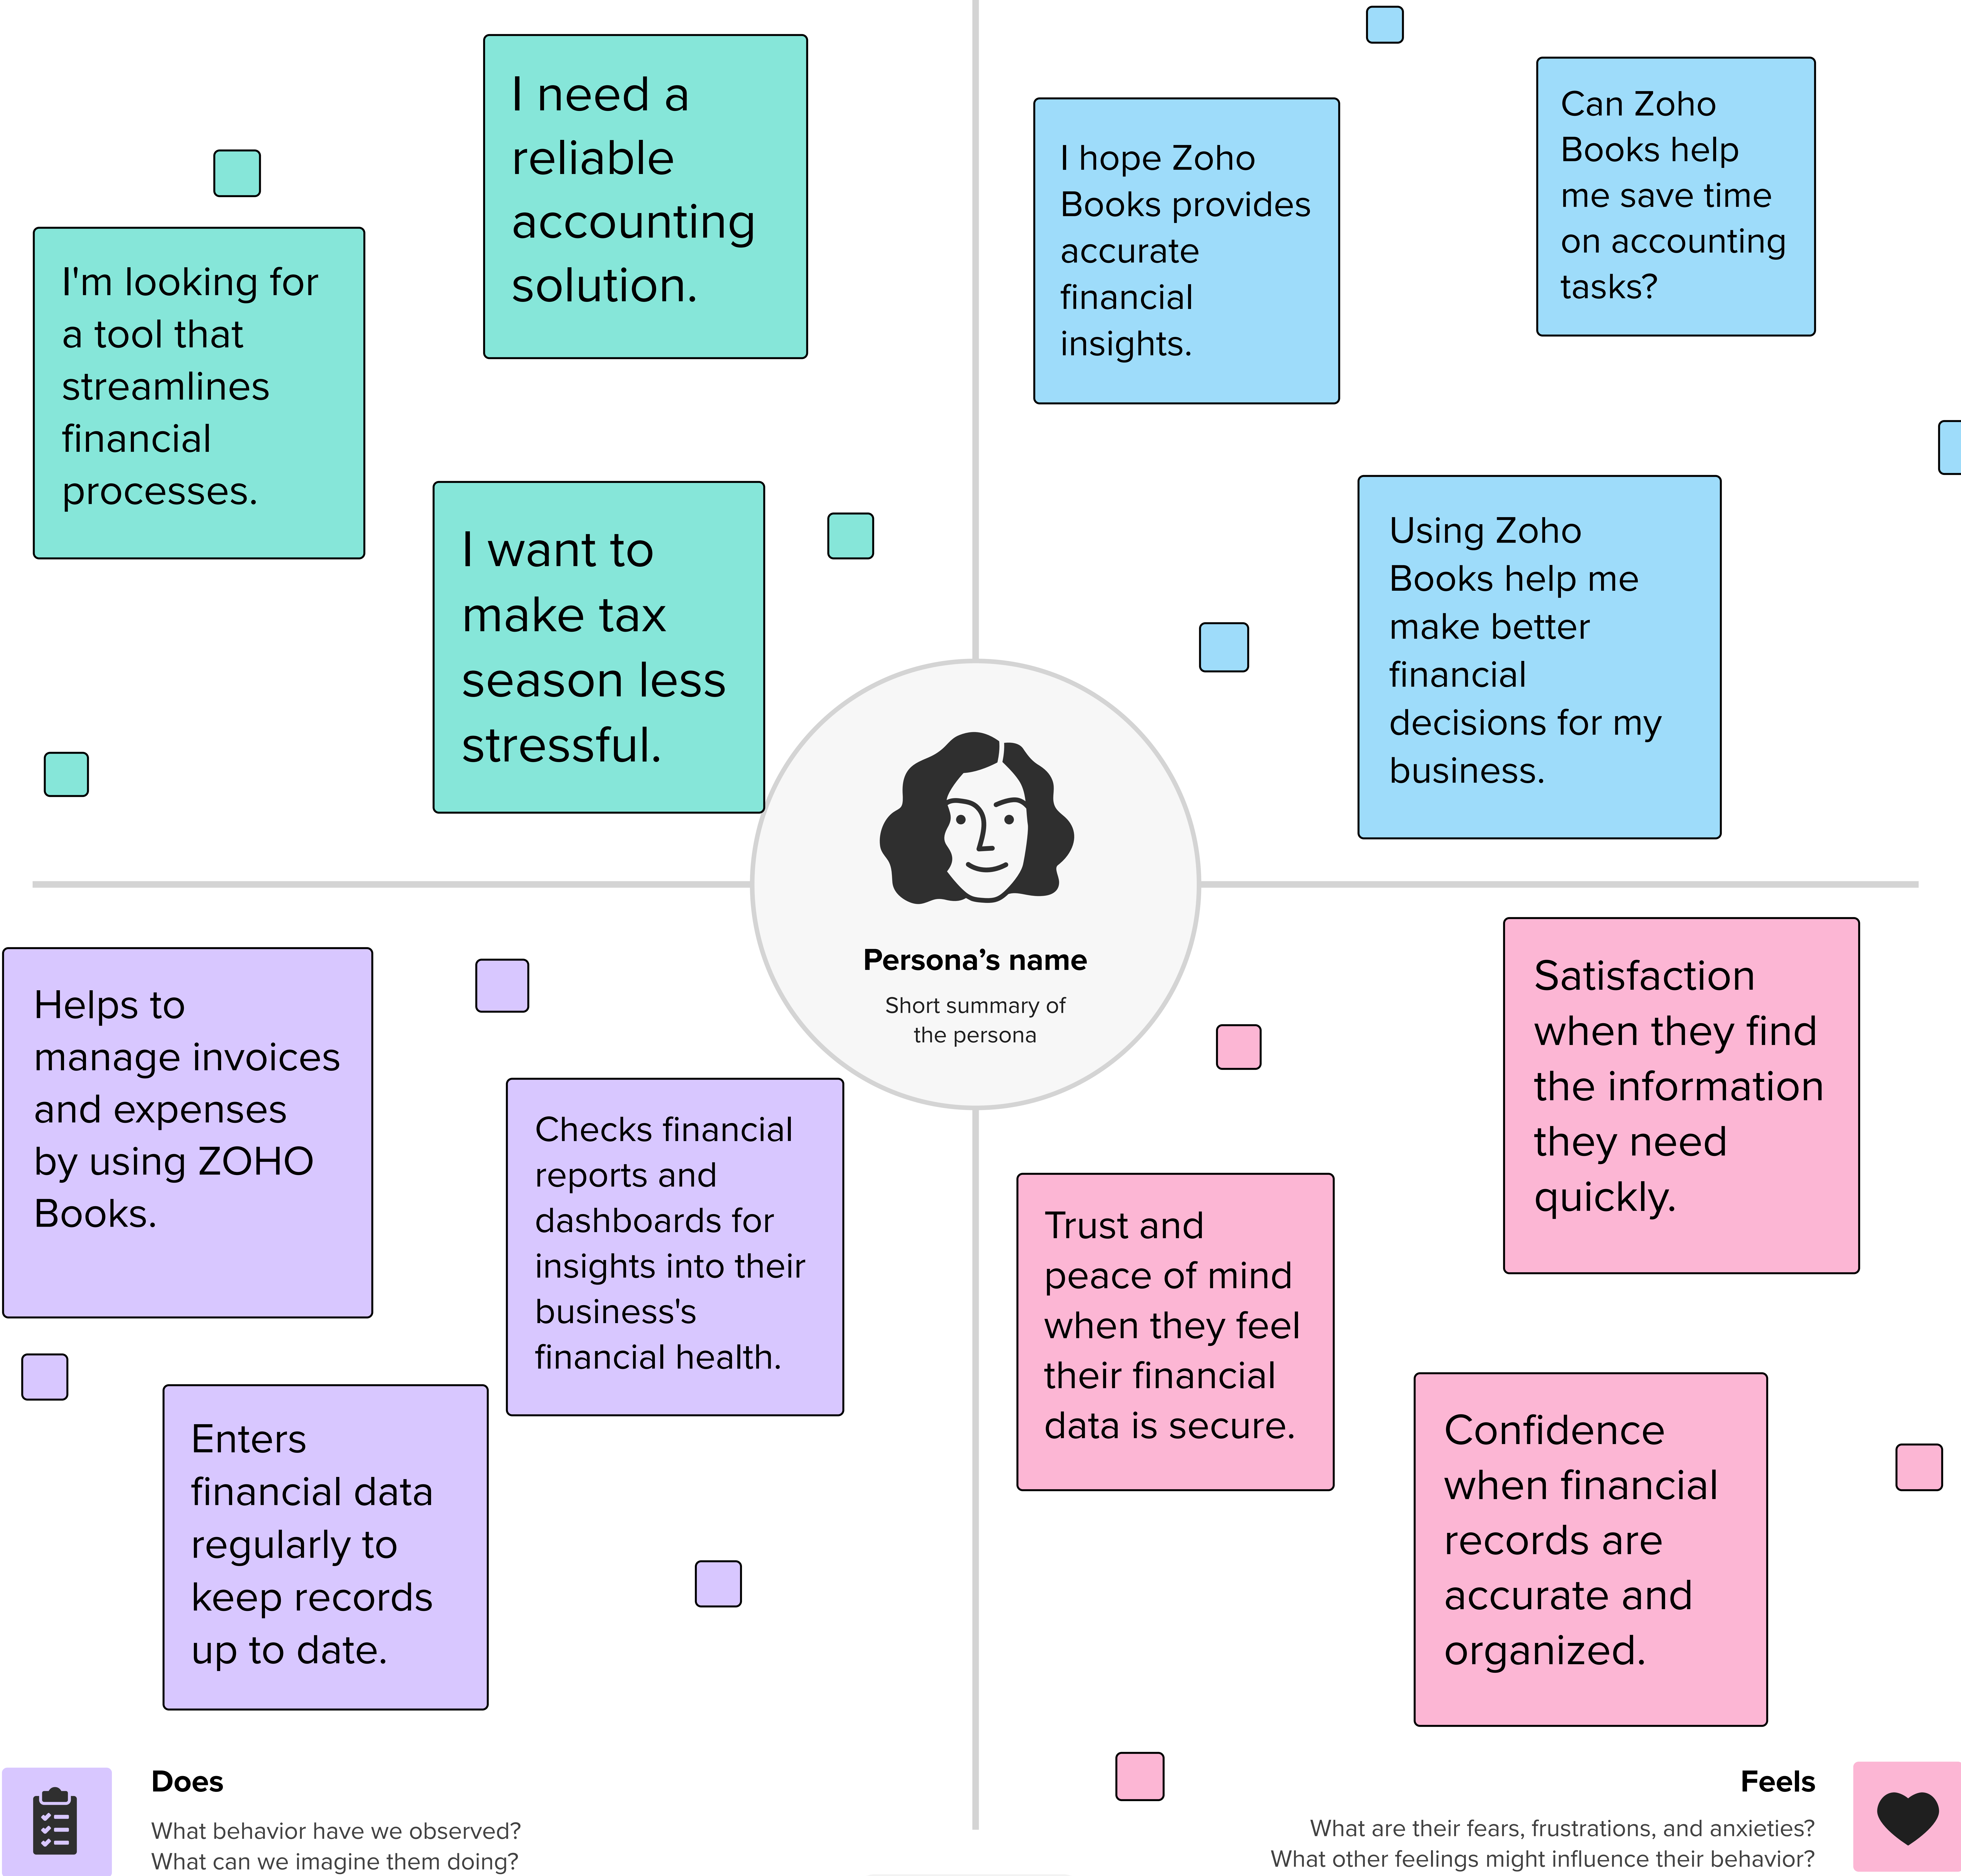 I need a
reliable
accounting
solution.
I'm looking for
a tool that
streamlines
financial
processes.
I want to
make tax
season less
stressful.
I hope Zoho
Books provides
accurate
financial
insights.
Can Zoho
Books help
me save time
on accounting
tasks?
Using Zoho
Books help me
make better
financial
decisions for my
business.
Persona’s name
Short summary of
the persona
Helps to
manage invoices
and expenses
by using ZOHO
Books.
Checks financial
reports and
dashboards for
insights into their
business's
financial health.
Enters
financial data
regularly to
keep records
up to date.
Satisfaction
when they find
the information
they need
quickly.
Trust and
peace of mind
when they feel
their financial
data is secure.
Confidence
when financial
records are
accurate and
organized.
Does
What behavior have we observed?
What can we imagine them doing?
Feels
What are their fears, frustrations, and anxieties?
What other feelings might influence their behavior?